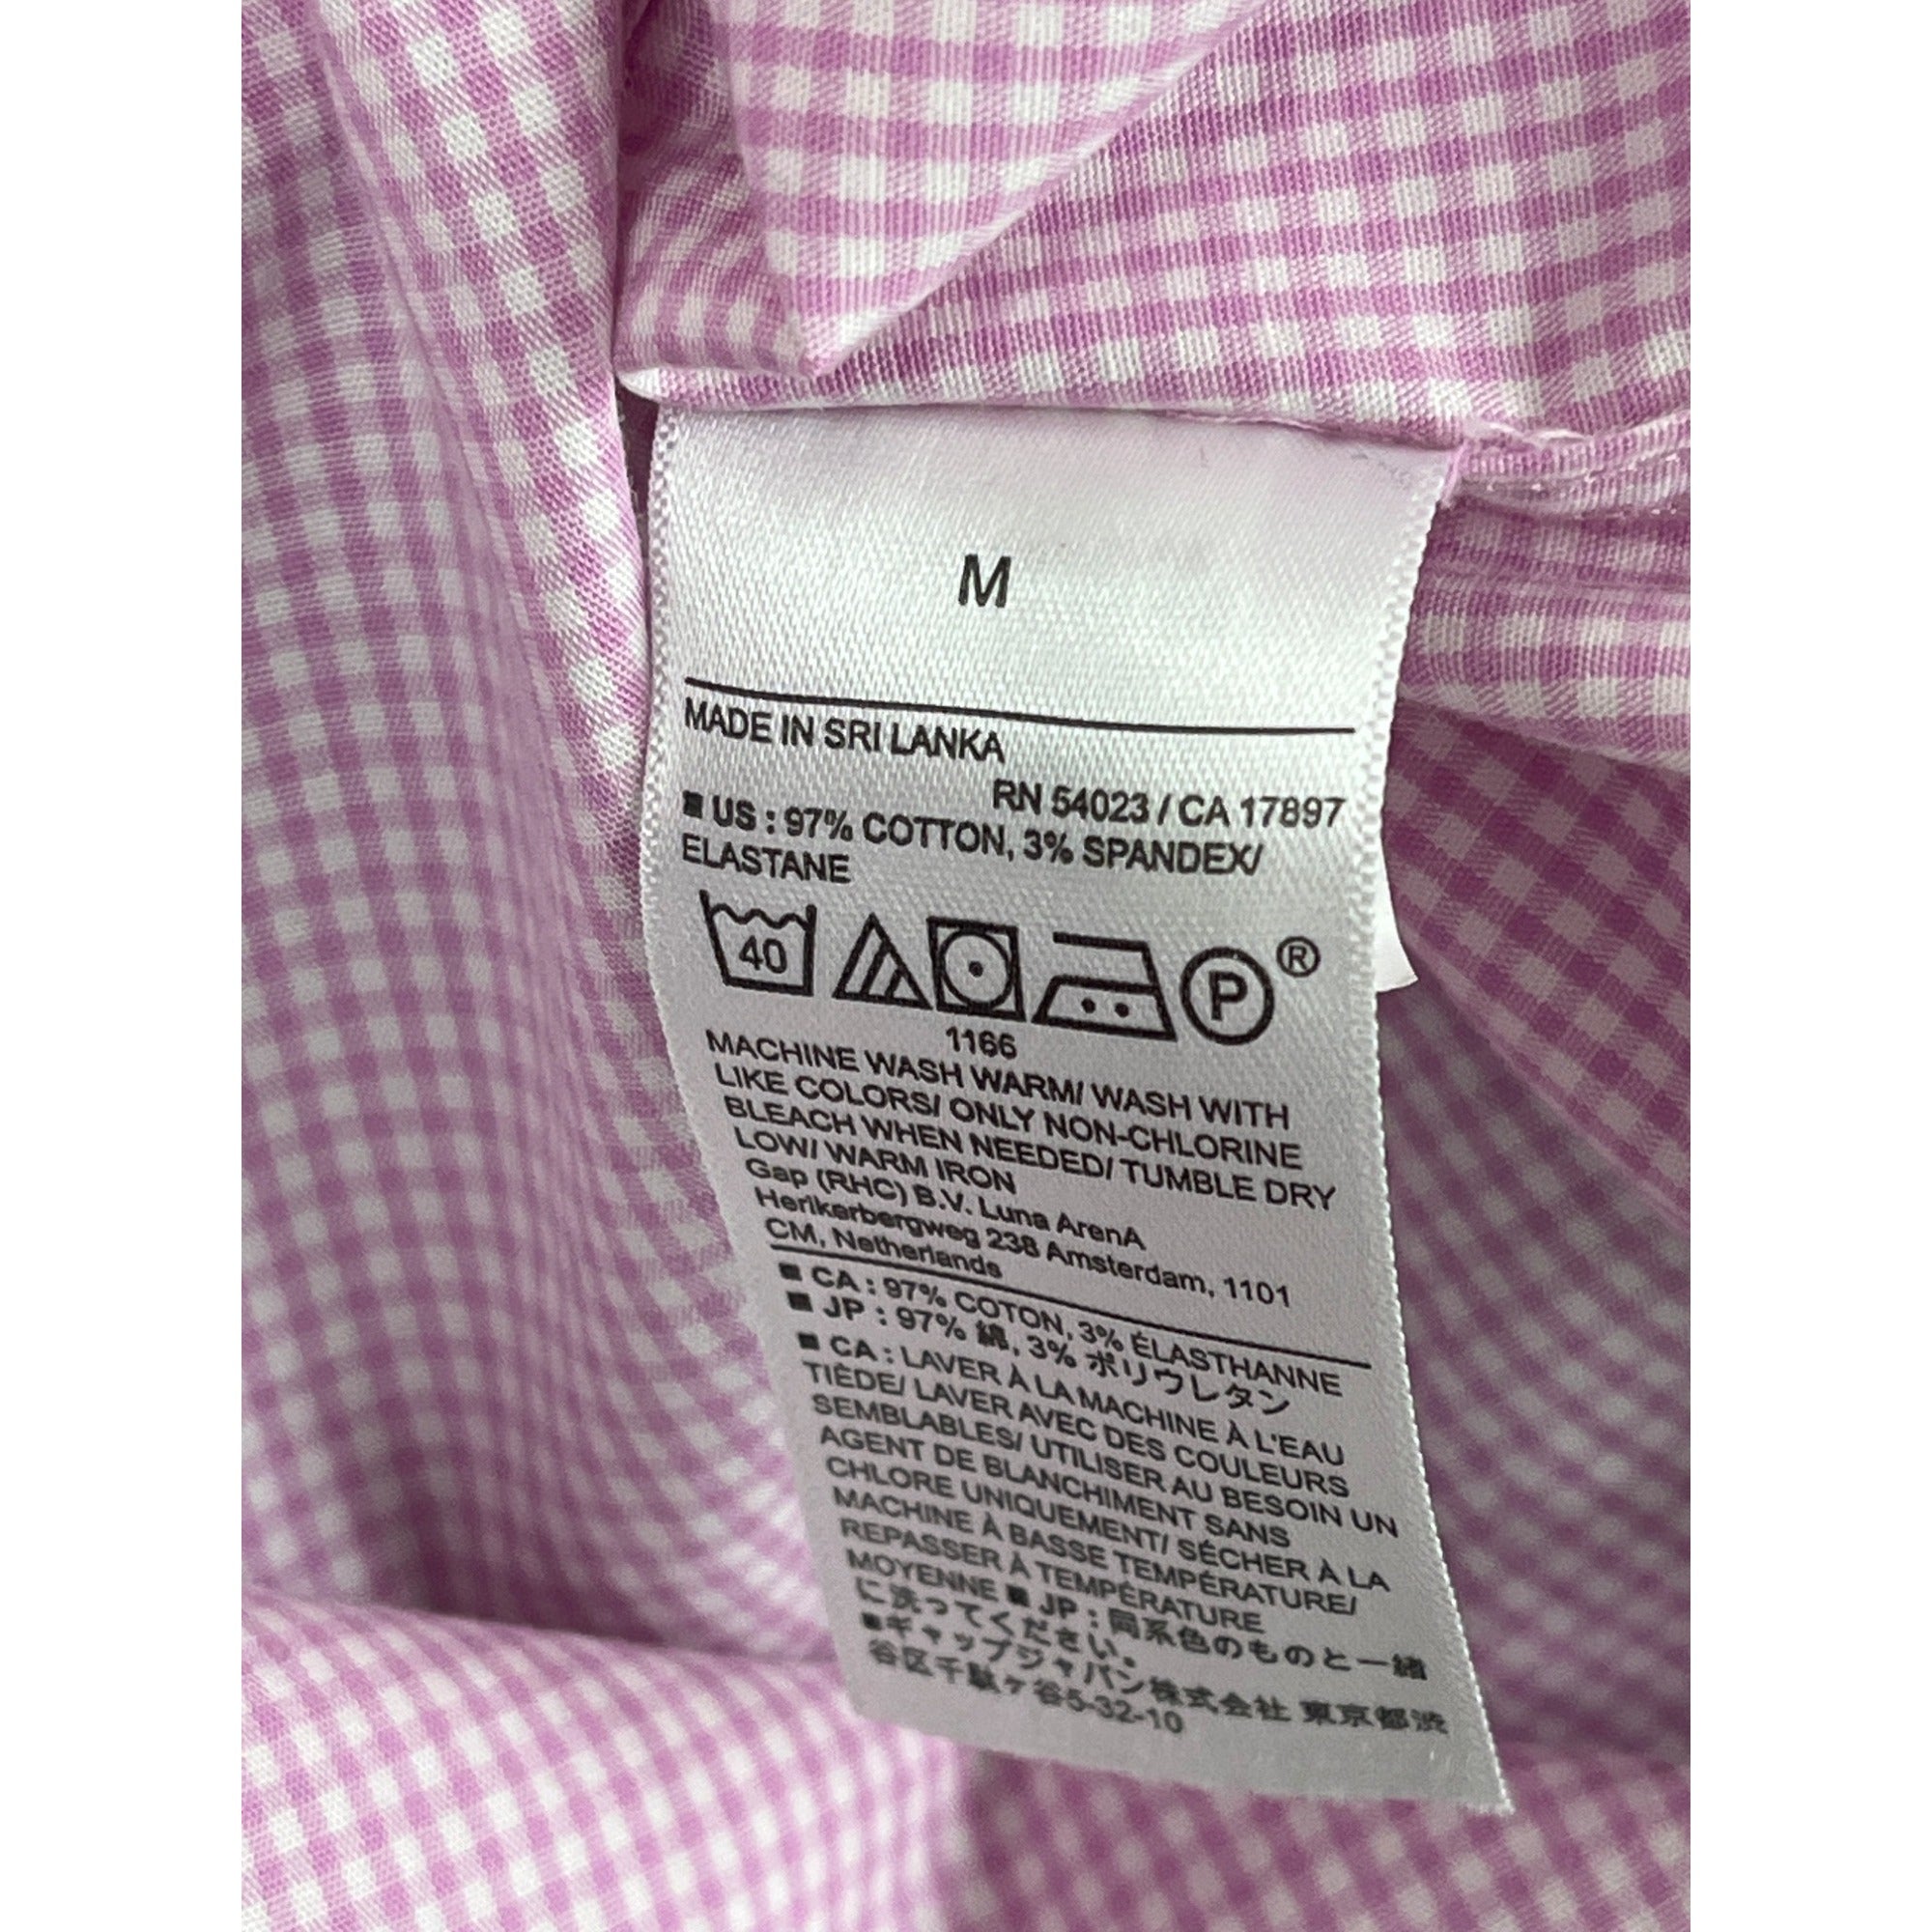 M
MADE IN SRI LANKA
RN 54023 / CA 17897
■ US : 97% COTTON, 3% SPANDEX/
ELASTANE
40 P ®
1166
MACHINE WASH WARM/ WASH WITH
LIKE COLORS/ ONLY NON-CHLORINE
BLEACH WHEN NEEDED/ TUMBLE DRY
LOW/ WARM IRON
Gap (RHC) B.V. Luna ArenA
Herikerbergweg 238 Amsterdam, 1101
CM, Netherlands
■ CA : 97% COTON, 3% ÉLASTHANNE
■ JP : 97% 綿, 3% ポリウレタン
■ CA : LAVER À LA MACHINE À L'EAU
TIÈDE/ LAVER AVEC DES COULEURS
SEMBLABLES/ UTILISER AU BESOIN UN
AGENT DE BLANCHIMENT SANS
CHLORE UNIQUEMENT/ SÉCHER À LA
MACHINE À BASSE TEMPÉRATURE/
REPASSER À TEMPÉRATURE
MOYENNE ■ JP : 同系色のものと一緒
に洗ってください。
■ギャップジャパン株式会社 東京都渋
谷区千駄ヶ谷5-32-10